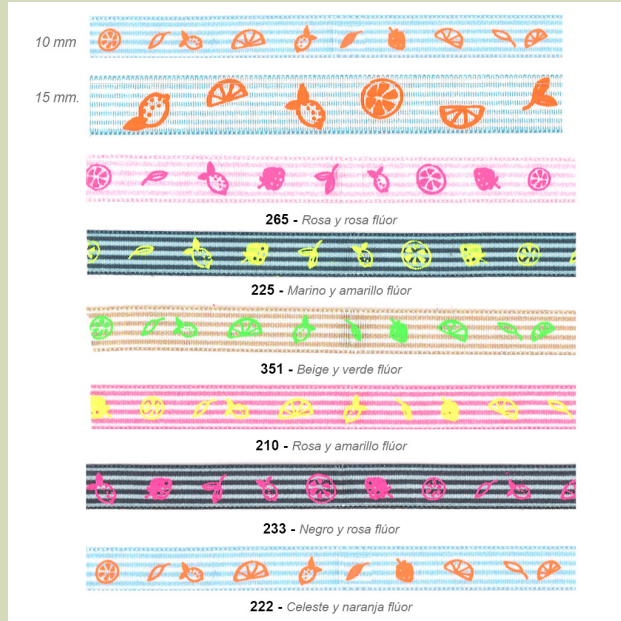 10 mm
15 mm.
265 - Rosa y rosa flúor
225 - Marino y amarillo flúor
351 - Beige y verde flúor
210 - Rosa y amarillo flúor
233 - Negro y rosa flúor
222 - Celeste y naranja flúor